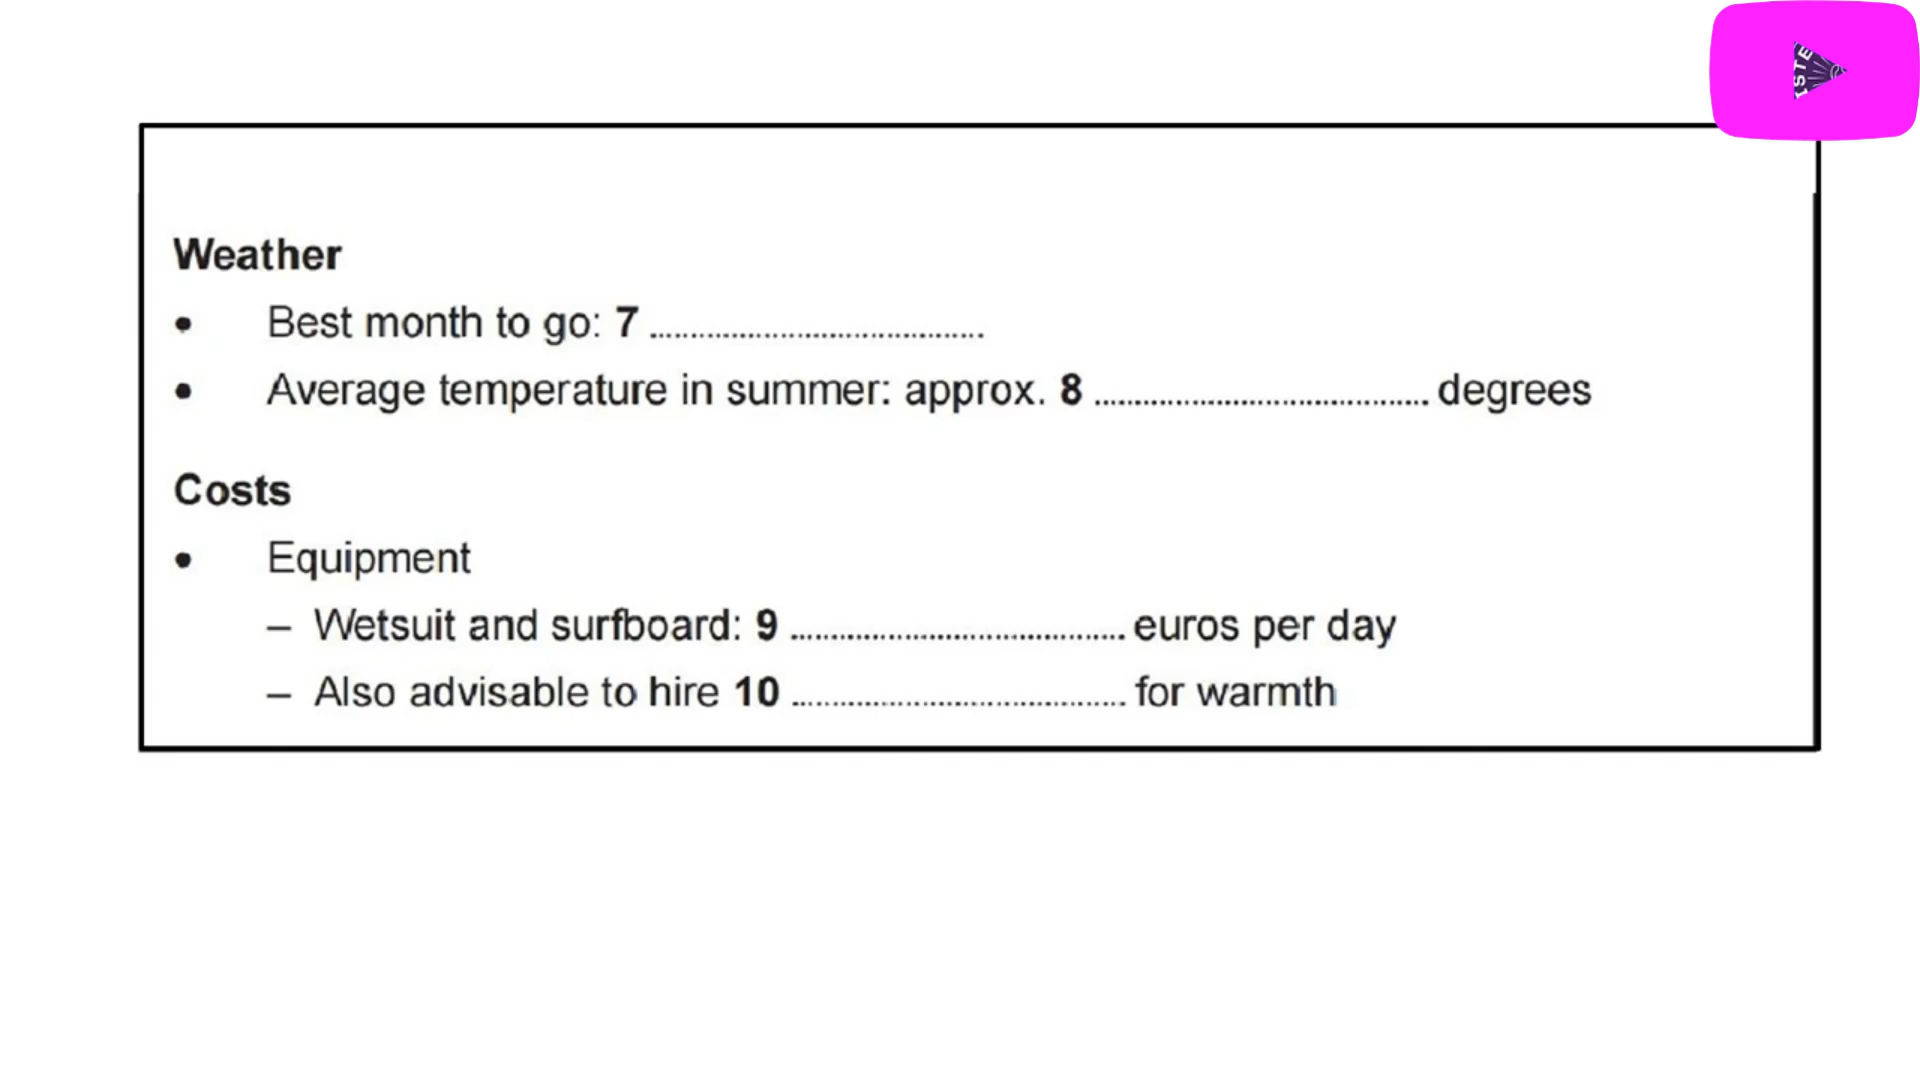 Weather
• Best month to go: 7 ....................................
• Average temperature in summer: approx. 8 .................................... degrees
Costs
• Equipment
– Wetsuit and surfboard: 9 .................................... euros per day
– Also advisable to hire 10 .................................... for warmth